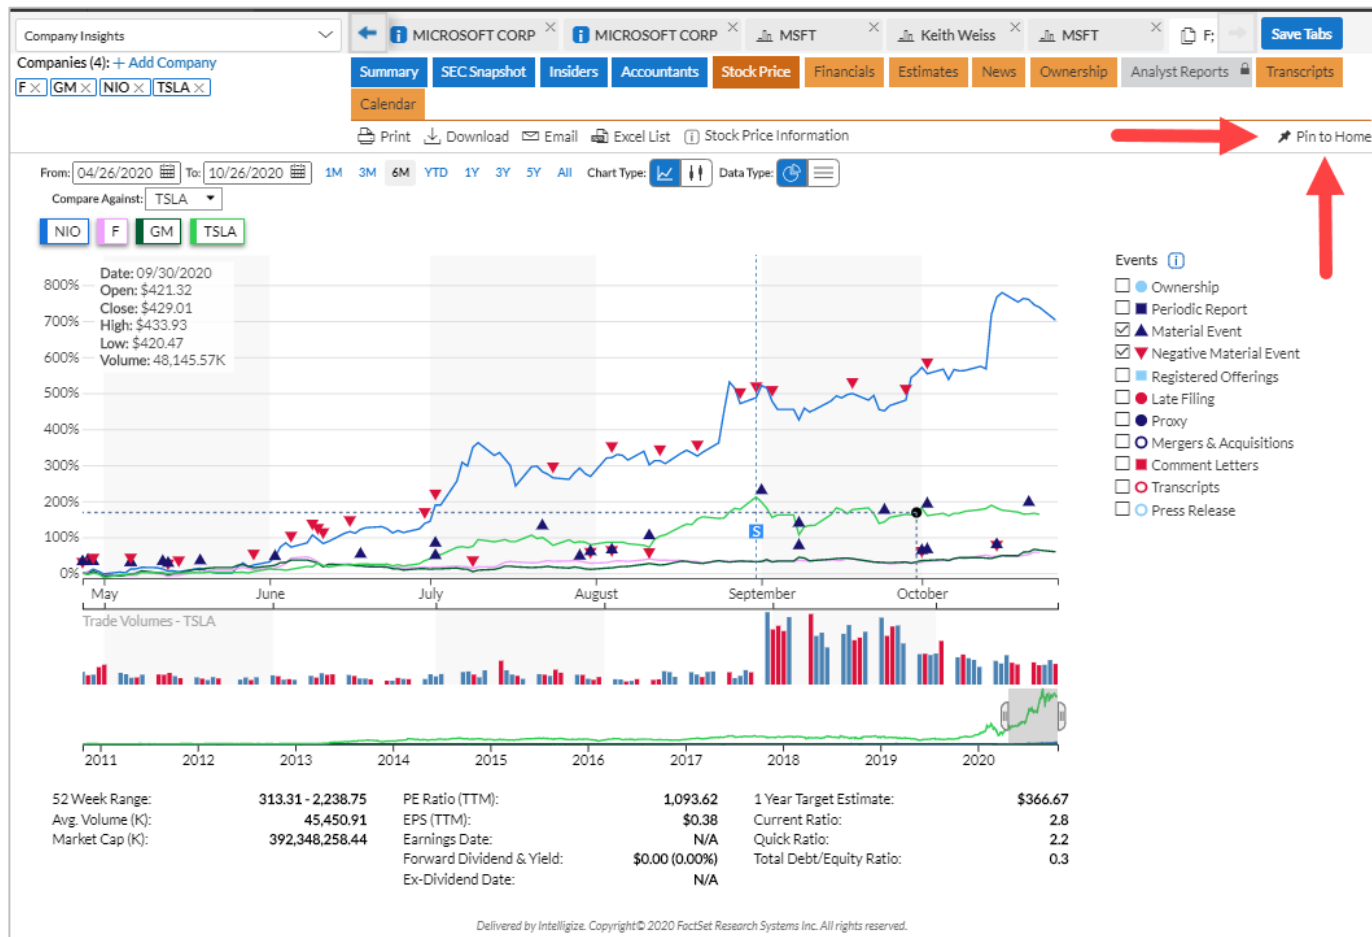 Company Insights
MICROSOFT CORP
MICROSOFT CORP
MSFT
Keith Weiss
MSFT
F;
Save Tabs
Companies (4): + Add Company
F GM NIO TSLA
Summary SEC Snapshot Insiders Accountants Stock Price Financials Estimates News Ownership Analyst Reports Transcripts
Calendar
Print Download Email Excel List Stock Price Information
Pin to Home
From: 04/26/2020 To: 10/26/2020 1M 3M 6M YTD 1Y 3Y 5Y All Chart Type: Data Type:
Compare Against: TSLA
NIO F GM TSLA
Date: 09/30/2020
Open: $421.32
Close: $429.01
High: $433.93
Low: $420.47
Volume: 48,145.57K
800%
700%
600%
500%
400%
300%
200%
100%
0%
S
May June July August September October
Events
Ownership
Periodic Report
Material Event
Negative Material Event
Registered Offerings
Late Filing
Proxy
Mergers & Acquisitions
Comment Letters
Transcripts
Press Release
Trade Volumes - TSLA
2011 2012 2013 2014 2015 2016 2017 2018 2019 2020
52 Week Range: 313.31 - 2,238.75
Avg. Volume (K): 45,450.91
Market Cap (K): 392,348,258.44
PE Ratio (TTM): 1,093.62
EPS (TTM): $0.38
Earnings Date: N/A
Forward Dividend & Yield: $0.00 (0.00%)
Ex-Dividend Date: N/A
1 Year Target Estimate: $366.67
Current Ratio: 2.8
Quick Ratio: 2.2
Total Debt/Equity Ratio: 0.3
Delivered by Intelligize. Copyright© 2020 FactSet Research Systems Inc. All rights reserved.